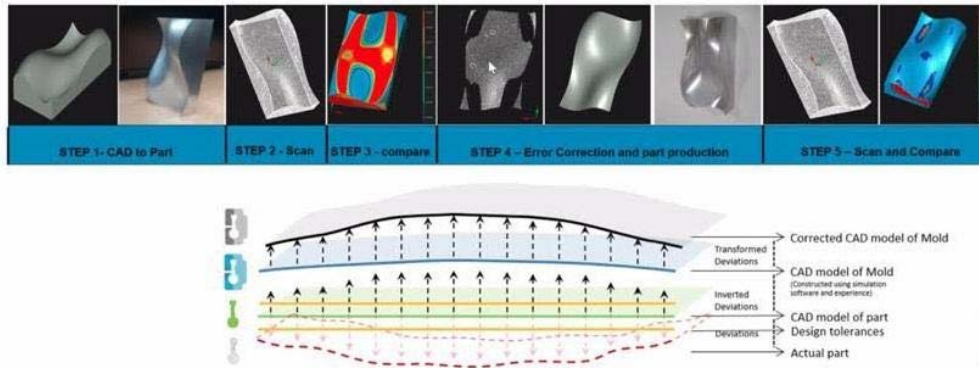 STEP 1- CAD to Part
STEP 2 - Scan
STEP 3 - compare
STEP 4 – Error Correction and part production
STEP 5 – Scan and Compare
Corrected CAD model of Mold
Transformed
Deviations
CAD model of Mold
(Constructed using simulation
software and experience)
Inverted
Deviations
CAD model of part
Deviations
Design tolerances
Actual part